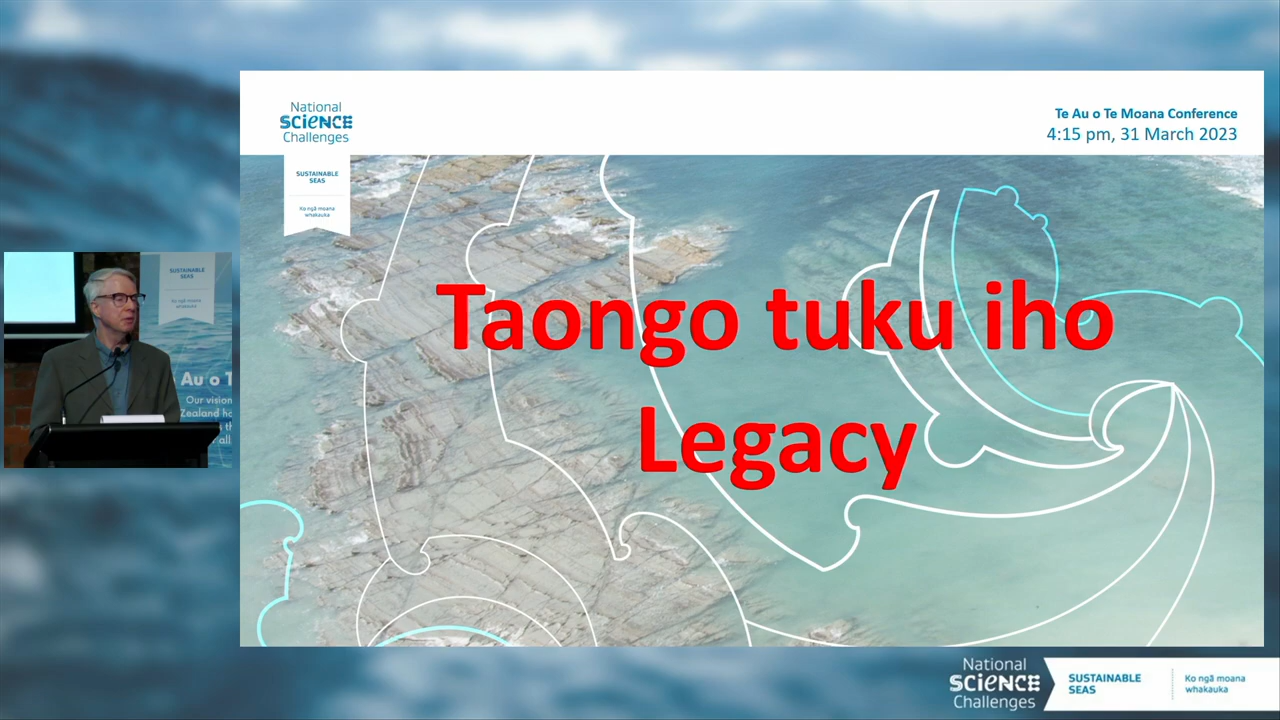 National
SCIENCE
Challenges
SUSTAINABLE
SEAS
Ko ngā moana
whakauka
Te Au o Te Moana Conference
4:15 pm, 31 March 2023
Taongo tuku iho
Legacy
SUSTAINABLE
SEAS
Ko ngā moana
whakauka
Au o T
Our vision
Zealand ha
National
SCIENCE
Challenges
SUSTAINABLE
SEAS
Ko ngā moana
whakauka